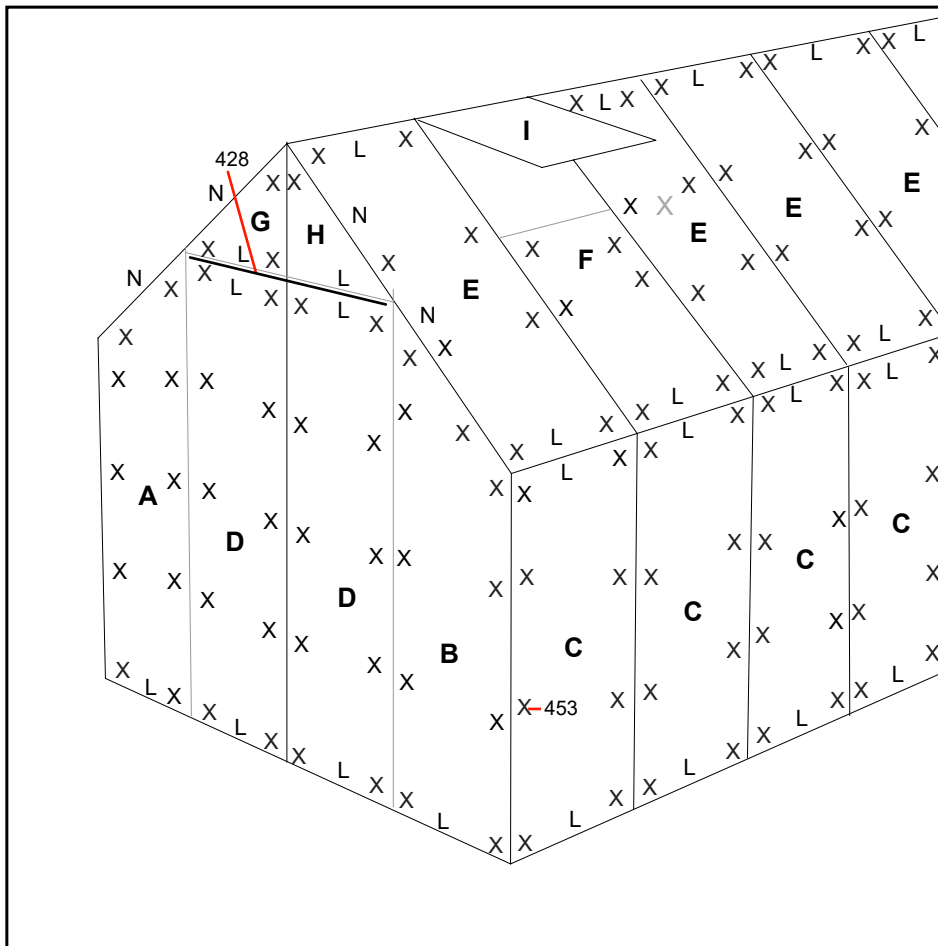 L
X X
L
X X
L X
X L X
I X
X X
L X
X
428
X
X X E X
N
X X E
N X
G X
E
H X
X
X X X
L F
X X X
X
N L X
L X E X
X
X X
L N X
X X
X L
X
X X X X
X X
L X
L X
X X X X X X
L L X
X X X
X X
L
L
X X X
L X
X X X
X X
L
X L X
X X
X A X X
X X X
X X X C
X
D X X
X X X X C
X X X X
X X
D
X
X X C X
X X
B C X X
X X
X X
L X
X X X
X
X X 453
X
L
L
X X X
X X
L L
X X X
X X
L L
X X